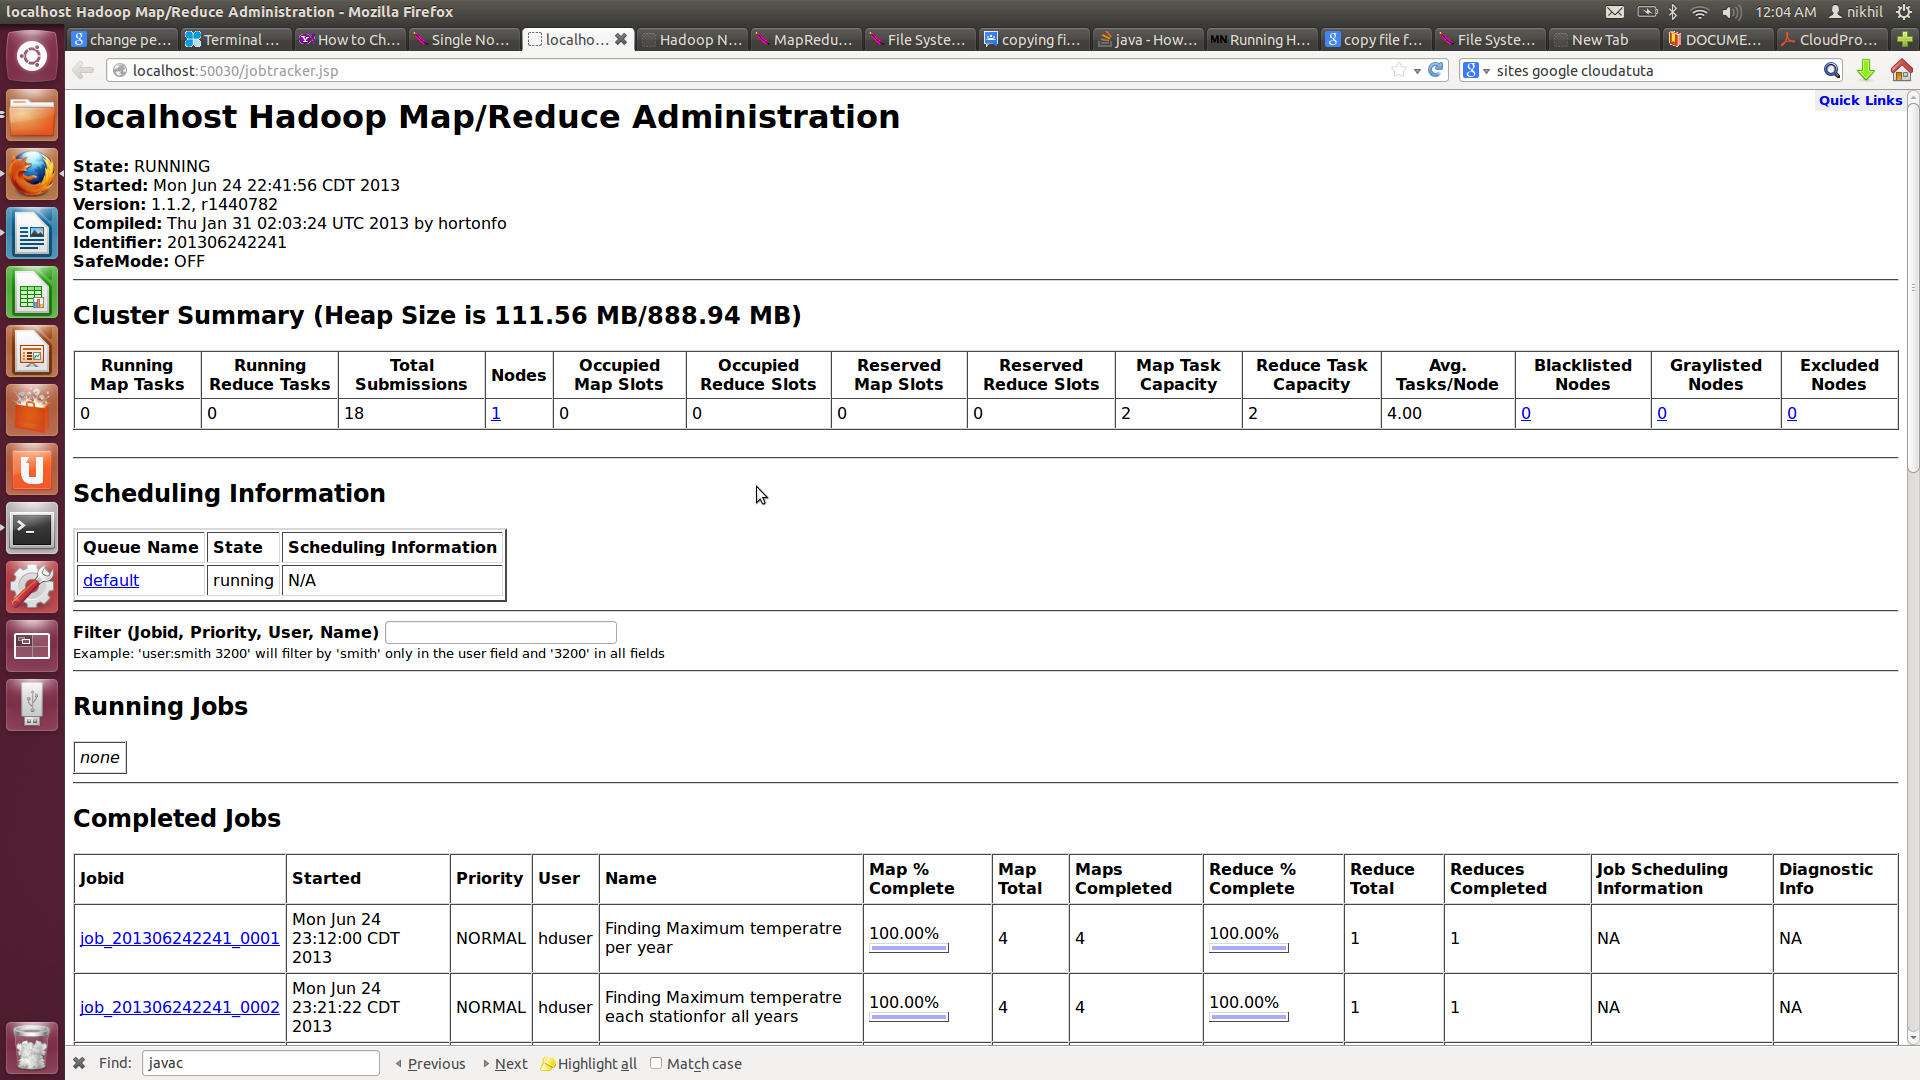 localhost Hadoop Map/Reduce Administration - Mozilla Firefox
12:04 AM nikhil
change pe... Terminal ... How to Ch... Single No... localho... Hadoop N... MapRedu... File Syste... copying fi... java - How... Running H... copy file f... File Syste... New Tab DOCUME... CloudPro...
localhost:50030/jobtracker.jsp
sites google cloudatuta
Quick Links
localhost Hadoop Map/Reduce Administration
State: RUNNING
Started: Mon Jun 24 22:41:56 CDT 2013
Version: 1.1.2, r1440782
Compiled: Thu Jan 31 02:03:24 UTC 2013 by hortonfo
Identifier: 201306242241
SafeMode: OFF
Cluster Summary (Heap Size is 111.56 MB/888.94 MB)
Running Map Tasks Running Reduce Tasks Total Submissions Nodes Occupied Map Slots Occupied Reduce Slots Reserved Map Slots Reserved Reduce Slots Map Task Capacity Reduce Task Capacity Avg. Tasks/Node Blacklisted Nodes Graylisted Nodes Excluded Nodes
0 0 18 1 0 0 0 0 2 2 4.00 0 0 0
Scheduling Information
Queue Name State Scheduling Information
default running N/A
Filter (Jobid, Priority, User, Name)
Example: 'user:smith 3200' will filter by 'smith' only in the user field and '3200' in all fields
Running Jobs
none
Completed Jobs
Jobid Started Priority User Name Map % Complete Map Total Maps Completed Reduce % Complete Reduce Total Reduces Completed Job Scheduling Information Diagnostic Info
job_201306242241_0001 Mon Jun 24 23:12:00 CDT 2013 NORMAL hduser Finding Maximum temperatre per year 100.00% 4 4 100.00% 1 1 NA NA
job_201306242241_0002 Mon Jun 24 23:21:22 CDT 2013 NORMAL hduser Finding Maximum temperatre each stationfor all years 100.00% 4 4 100.00% 1 1 NA NA
Find: javac Previous Next Highlight all Match case